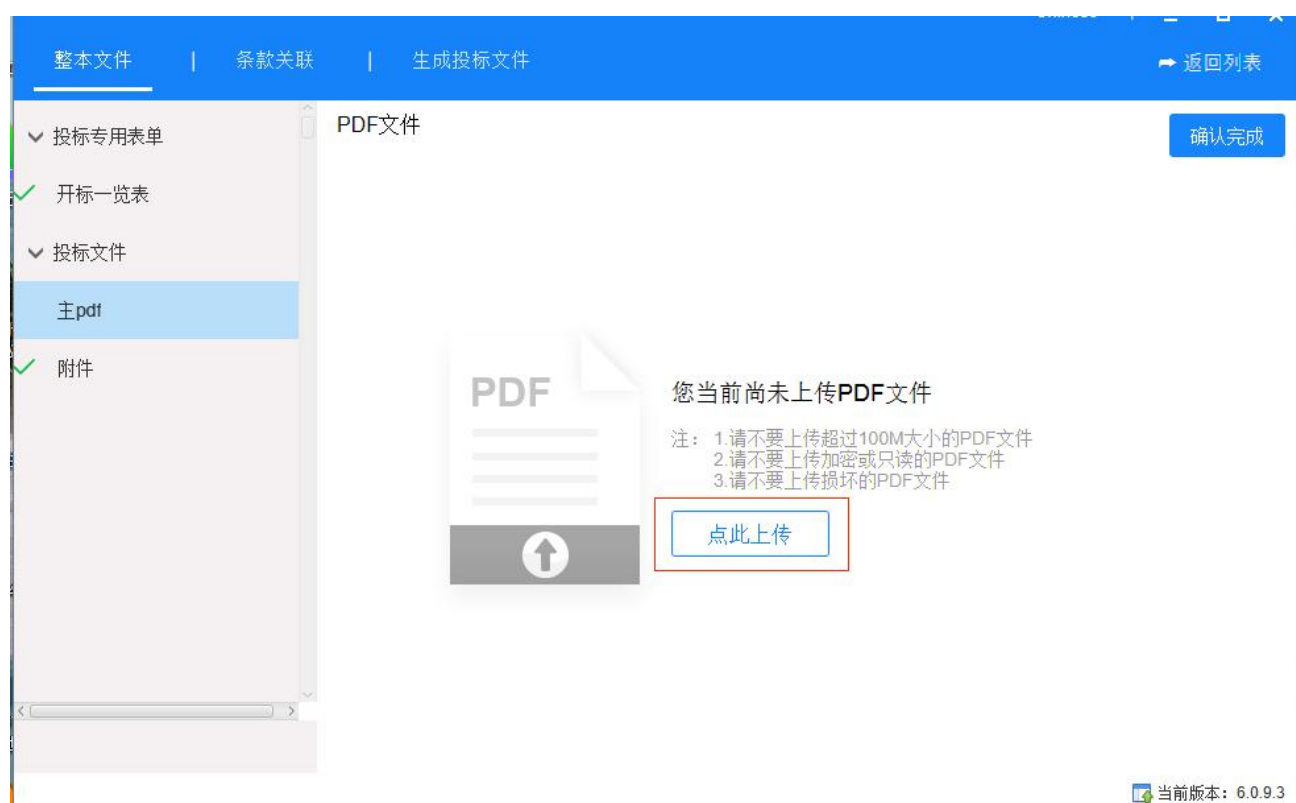 整本文件 | 条款关联 | 生成投标文件
返回列表
投标专用表单
开标一览表
投标文件
主pdf
附件
PDF文件
确认完成
PDF
您当前尚未上传PDF文件
注： 1.请不要上传超过100M大小的PDF文件
2.请不要上传加密或只读的PDF文件
3.请不要上传损坏的PDF文件
点此上传
当前版本：6.0.9.3